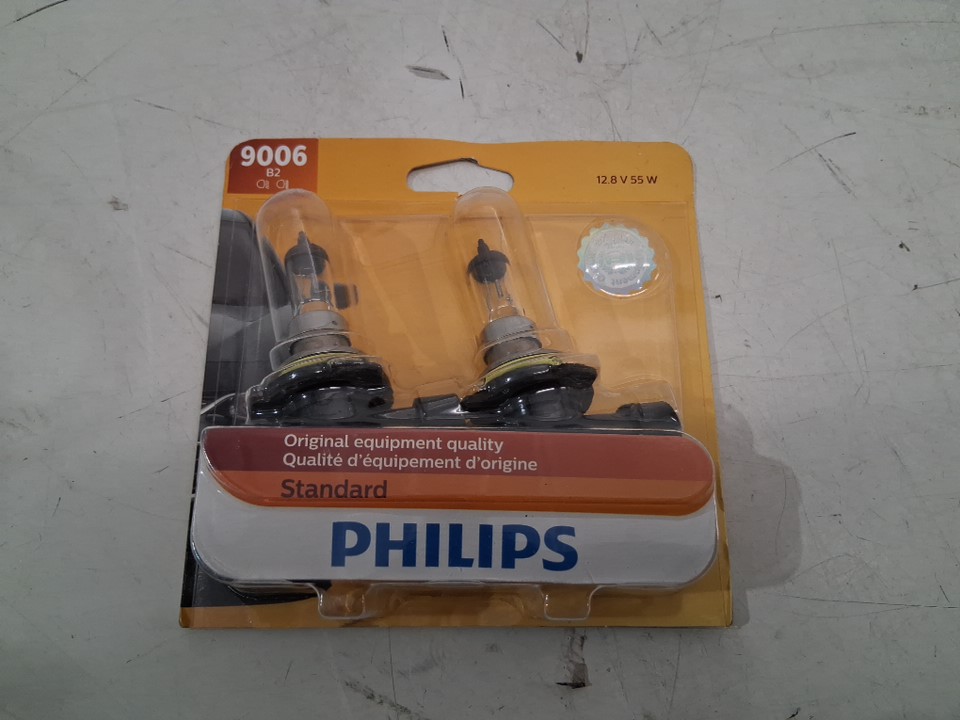 9006
B2
12.8 V 55 W
Original equipment quality
Qualité d'équipement d'origine
Standard
PHILIPS